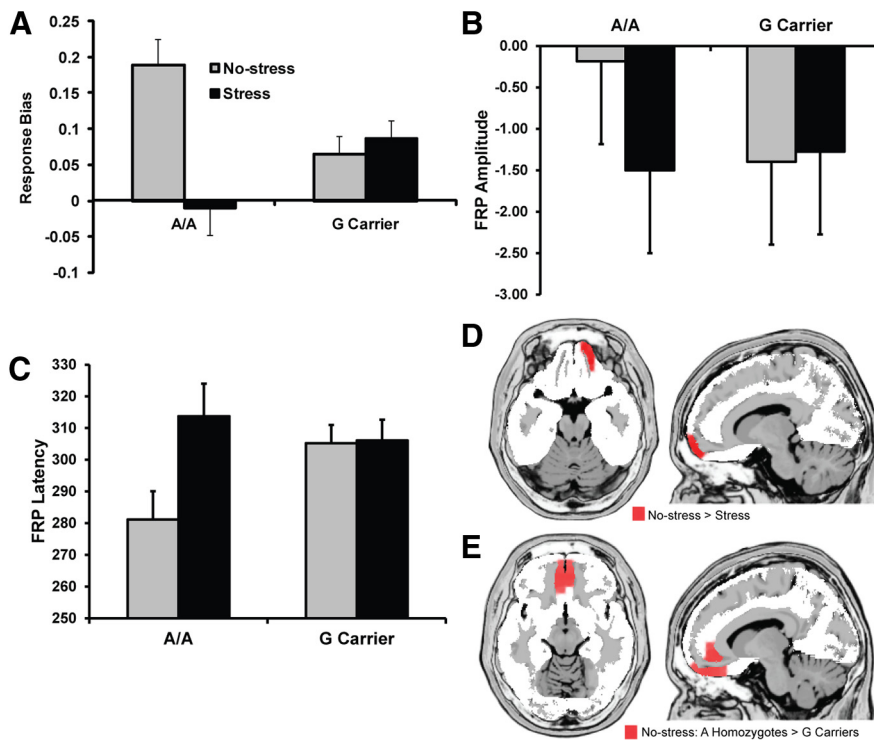 A
0.25
0.2
0.15
0.1
0.05
0
-0.05
-0.1
Response Bias
No-stress
Stress
A/A
G Carrier
B
A/A
G Carrier
0.00
-0.50
-1.00
-1.50
-2.00
-2.50
-3.00
FRP Amplitude
C
330
320
310
300
290
280
270
260
250
FRP Latency
A/A
G Carrier
D
No-stress > Stress
E
No-stress: A Homozygotes > G Carriers